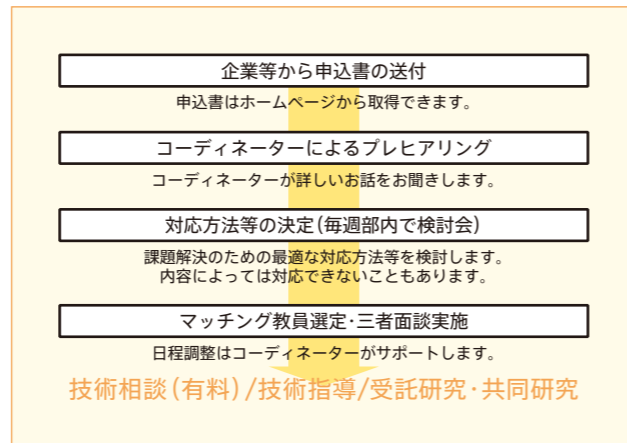 企業等から申込書の送付
申込書はホームページから取得できます。
コーディネーターによるプレヒアリング
コーディネーターが詳しいお話をお聞きします。
対応方法等の決定(毎週部内で検討会)
課題解決のための最適な対応方法等を検討します。
内容によっては対応できないこともあります。
マッチング教員選定・三者面談実施
日程調整はコーディネーターがサポートします。
技術相談(有料)/技術指導/受託研究・共同研究